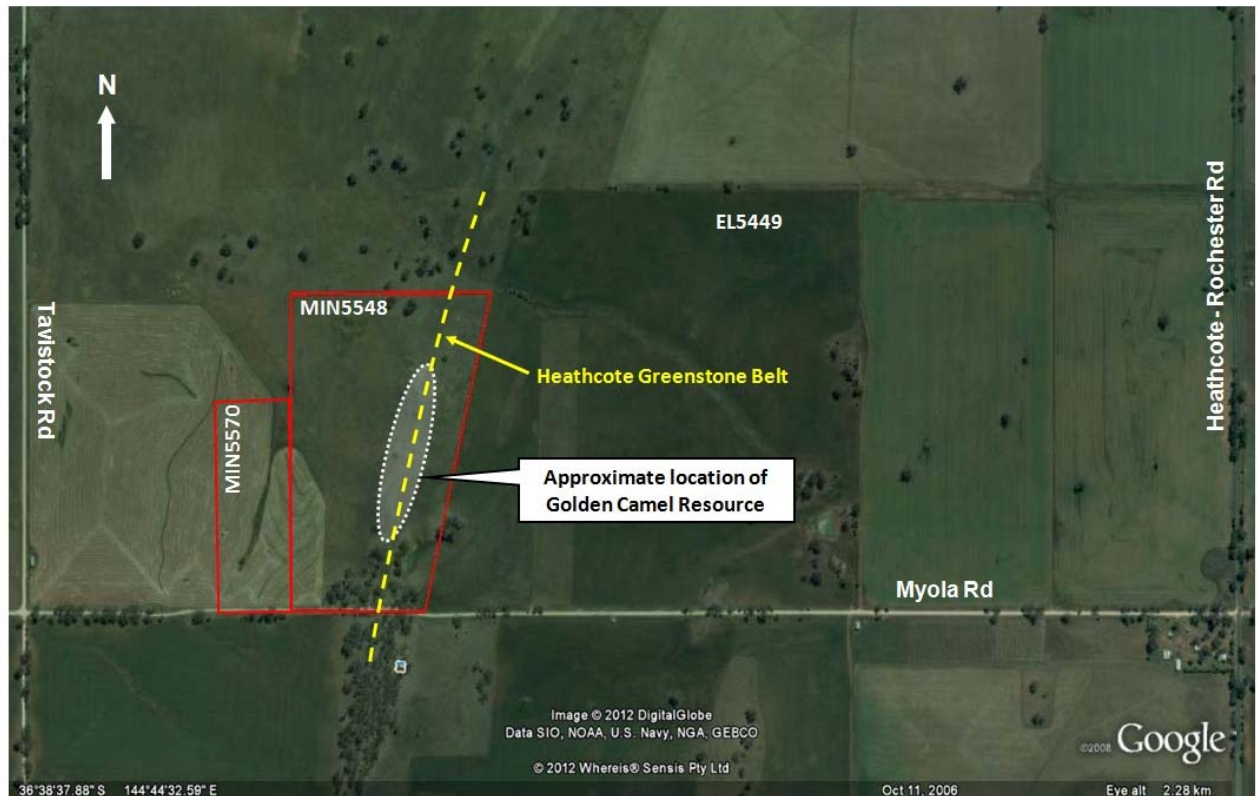 N
EL5449
Heathcote - Rochester Rd
MIN5548
Tavistock Rd
Heathcote Greenstone Belt
MIN5570
Approximate location of
Golden Camel Resource
Myola Rd
Image © 2012 DigitalGlobe
Data SIO, NOAA, U.S. Navy, NGA, GEBCO
© 2012 Whereis® Sensis Pty Ltd
©2008 Google
36°38'37.88" S 144°44'32.59" E Oct 11, 2006 Eye alt 2.28 km